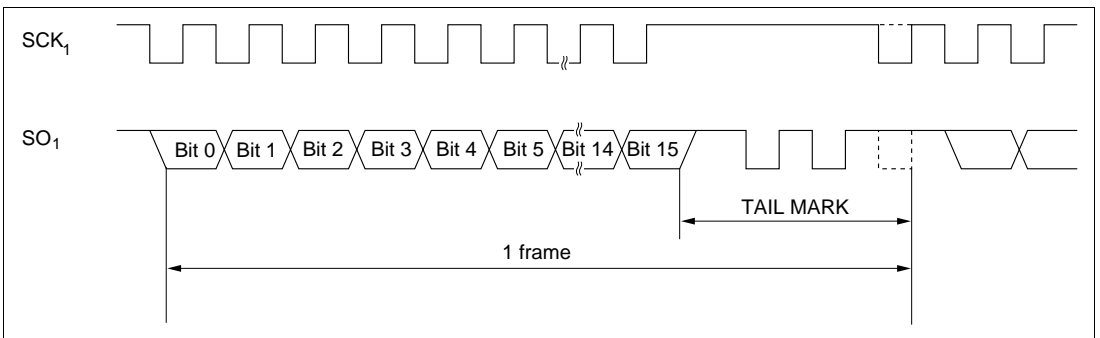 SCK1
SO1
Bit 0 Bit 1 Bit 2 Bit 3 Bit 4 Bit 5 Bit 14 Bit 15
TAIL MARK
1 frame